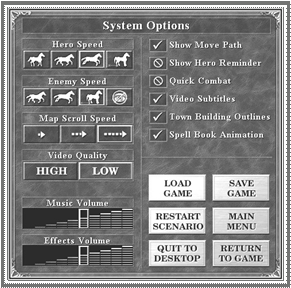 System Options
Hero Speed
Enemy Speed
Map Scroll Speed
Video Quality
HIGH
LOW
Music Volume
Effects Volume
Show Move Path
Show Hero Reminder
Quick Combat
Video Subtitles
Town Building Outlines
Spell Book Animation
LOAD
GAME
SAVE
GAME
RESTART
SCENARIO
MAIN
MENU
QUIT TO
DESKTOP
RETURN
TO GAME